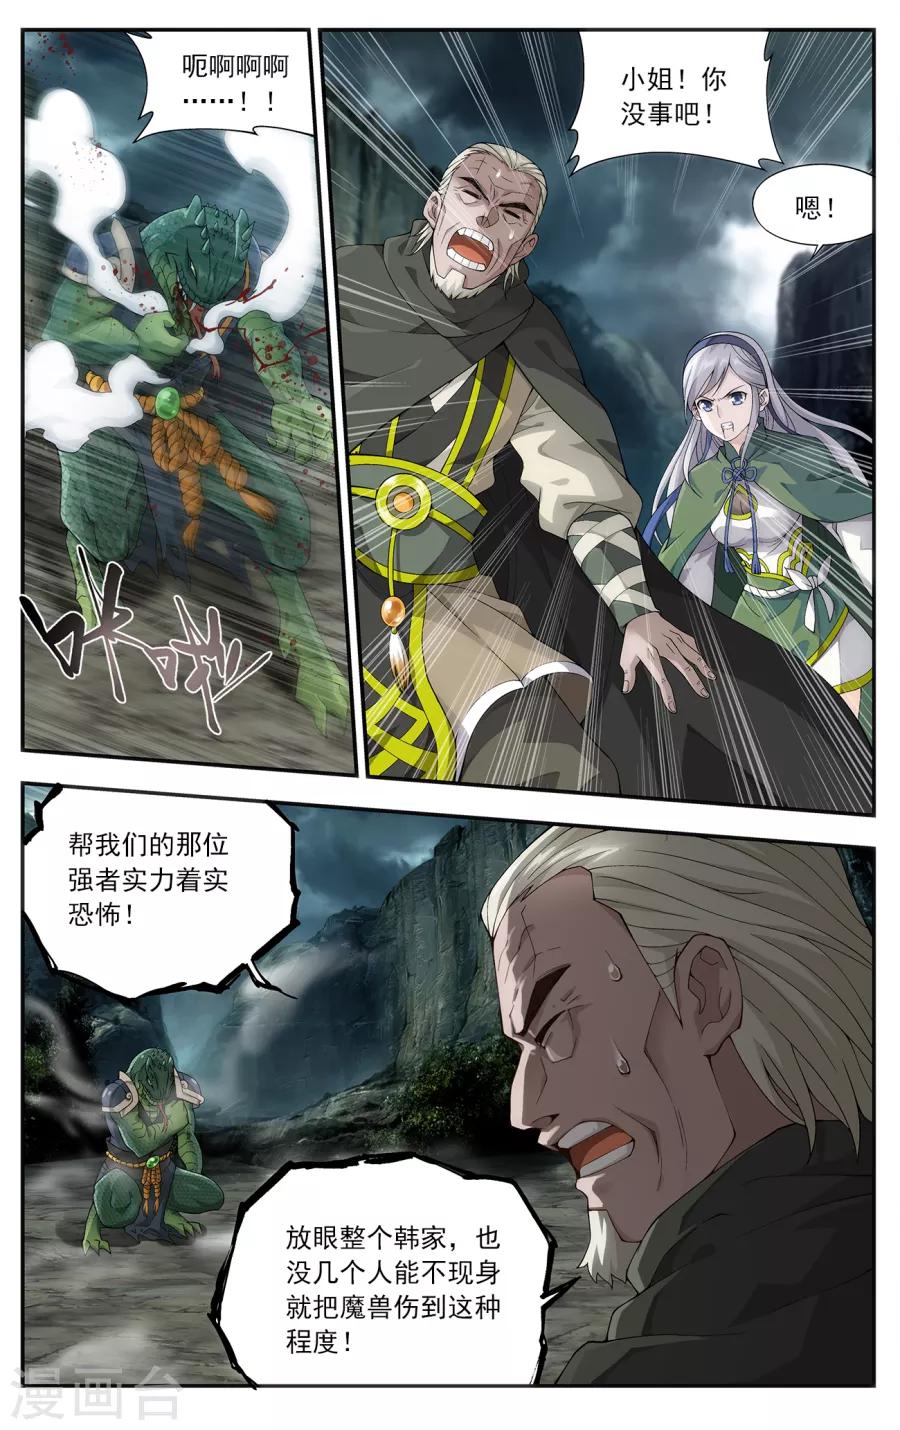 呃啊啊啊
……！！
咔嚓
小姐！你
没事吧！
嗯！
帮我们的那位
强者实力着实
恐怖！
放眼整个韩家，也
没几个人能不现身
就把魔兽伤到这种
程度！
漫画台